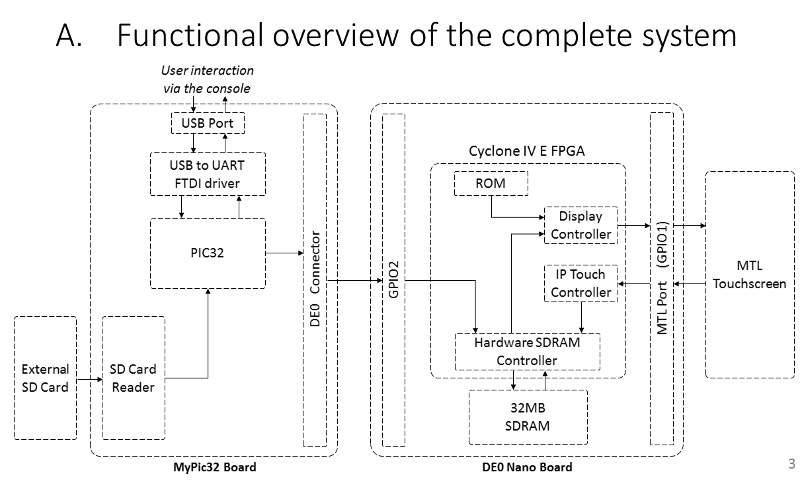 A. Functional overview of the complete system
User interaction
via the console
USB Port
USB to UART
FTDI driver
PIC32
DE0 Connector
External
SD Card
SD Card
Reader
MyPic32 Board
GPIO2
Cyclone IV E FPGA
ROM
Display
Controller
IP Touch
Controller
Hardware SDRAM
Controller
32MB
SDRAM
MTL Port (GPIO1)
DE0 Nano Board
MTL
Touchscreen
3